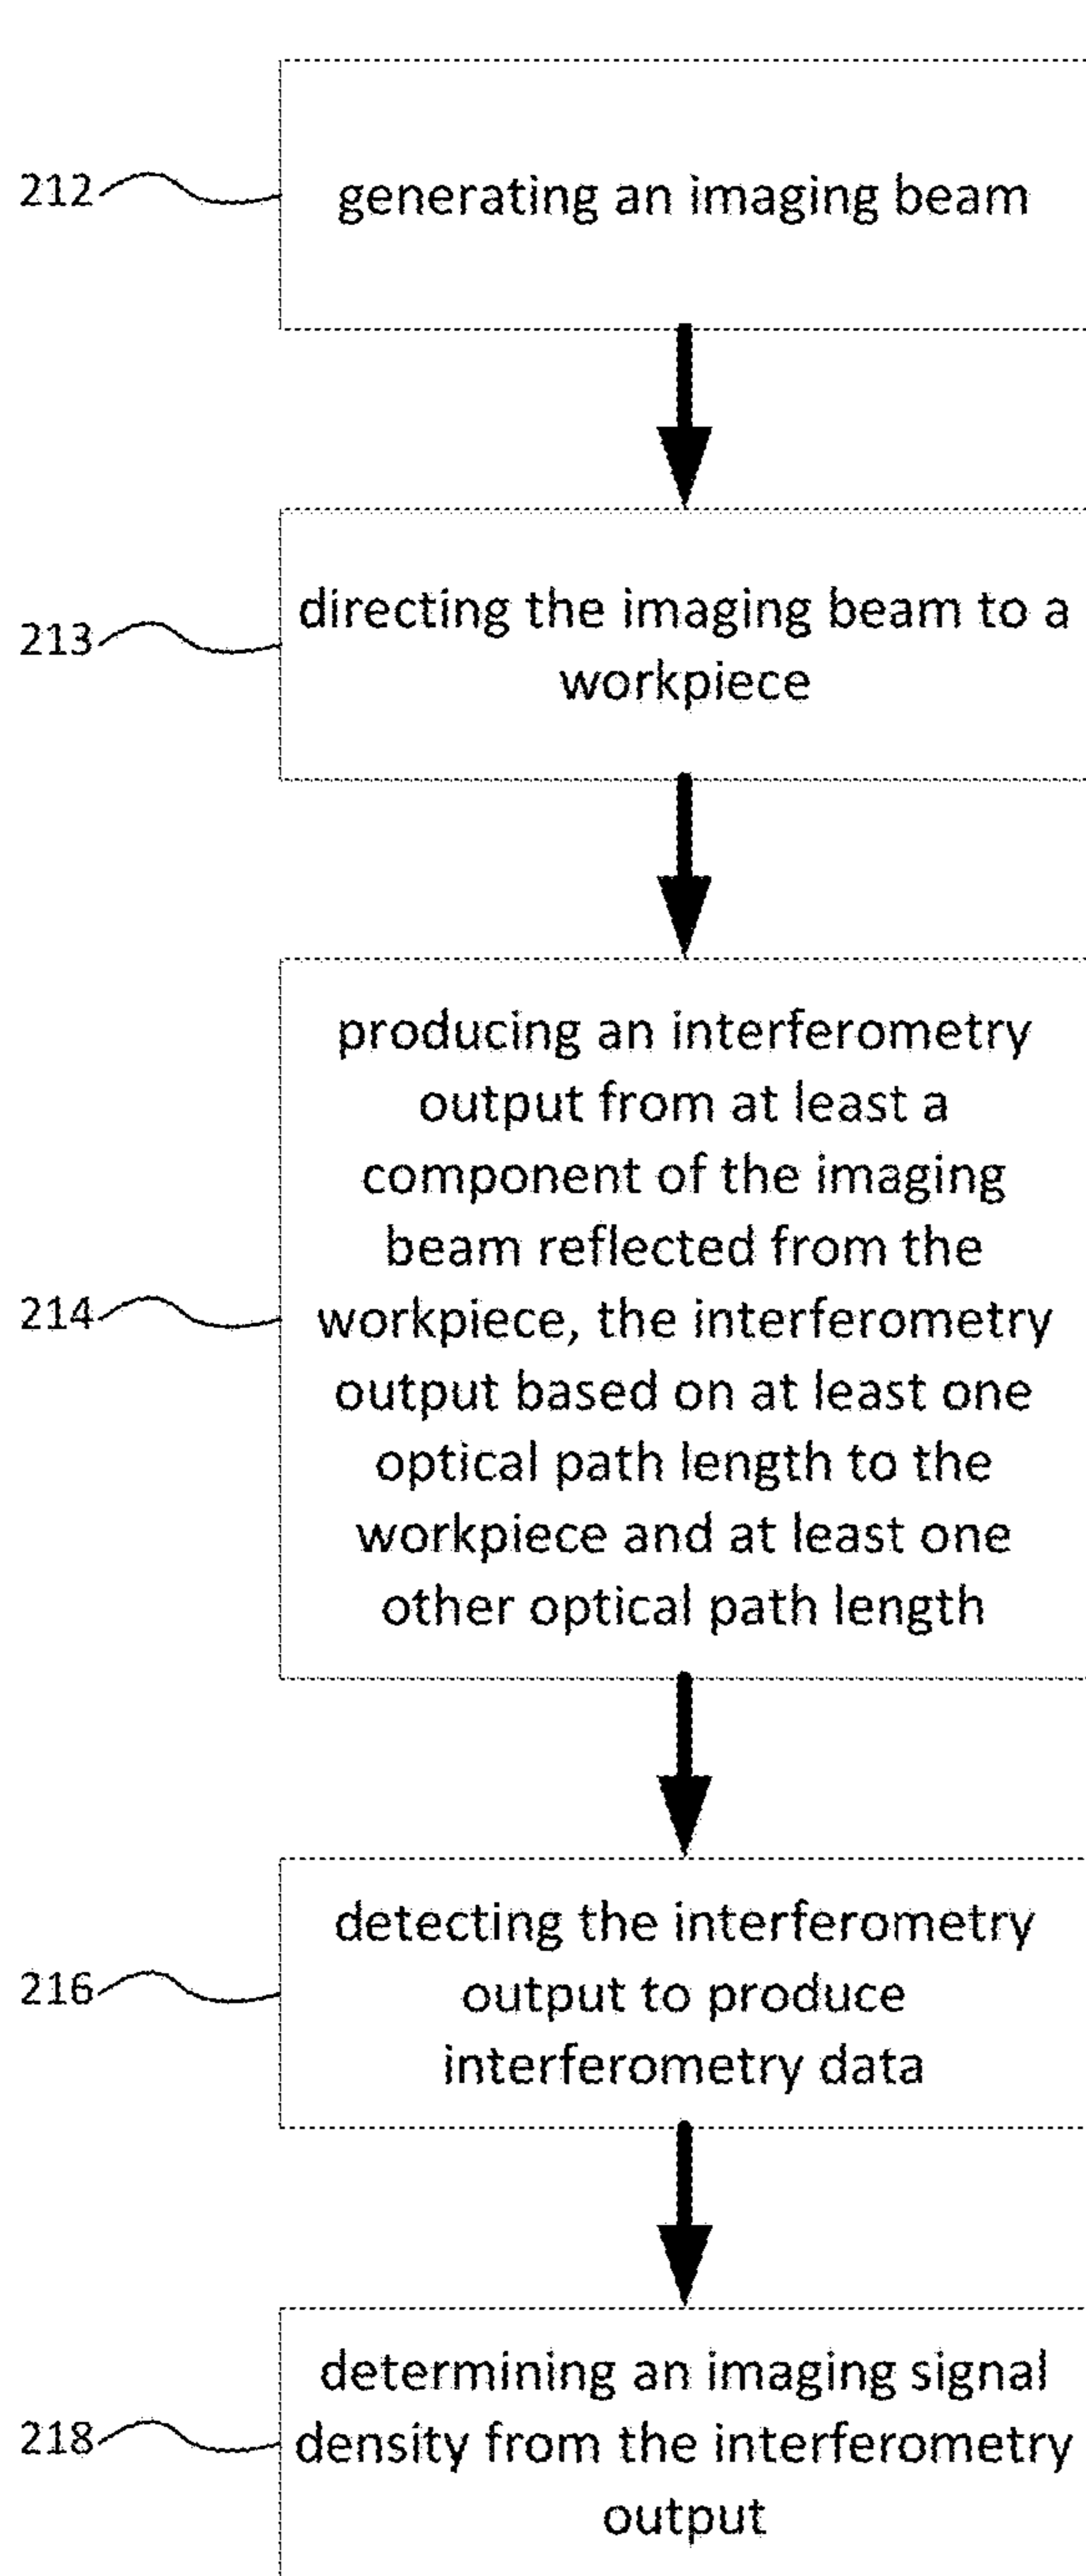 212
generating an imaging beam
213
directing the imaging beam to a
workpiece
214
producing an interferometry
output from at least a
component of the imaging
beam reflected from the
workpiece, the interferometry
output based on at least one
optical path length to the
workpiece and at least one
other optical path length
216
detecting the interferometry
output to produce
interferometry data
218
determining an imaging signal
density from the interferometry
output